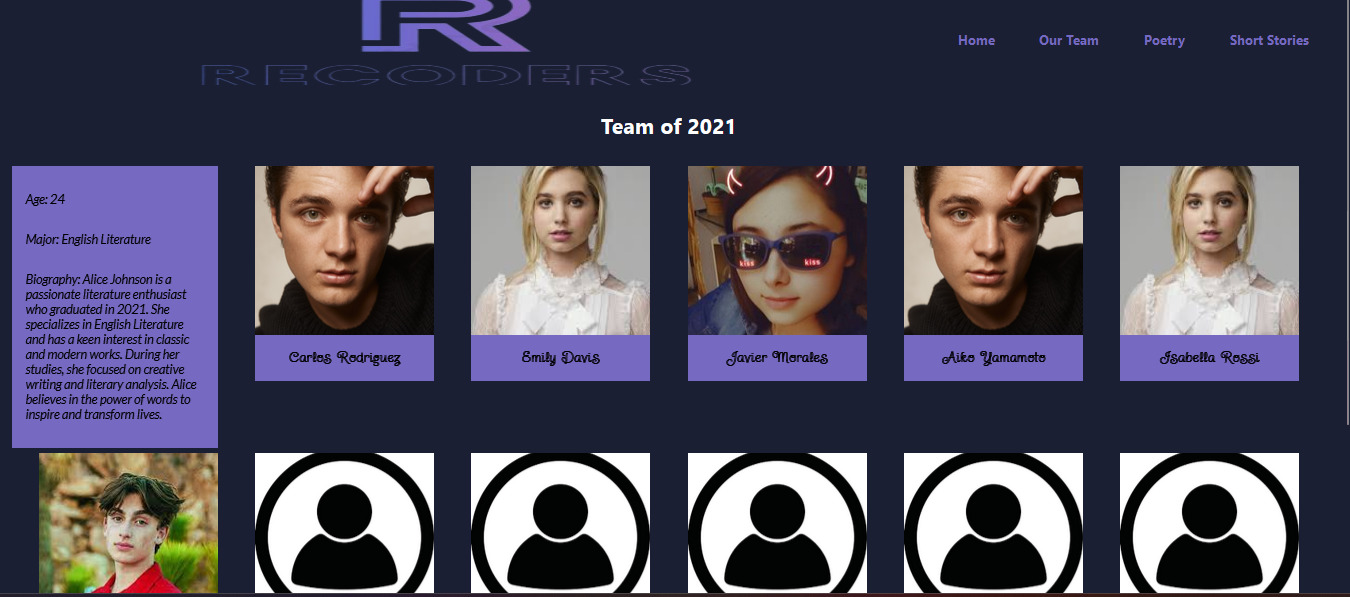 RECODERS
Home
Our Team
Poetry
Short Stories
Team of 2021
Age: 24
Major: English Literature
Biography: Alice Johnson is a
passionate literature enthusiast
who graduated in 2021. She
specializes in English Literature
and has a keen interest in classic
and modern works. During her
studies, she focused on creative
writing and literary analysis. Alice
believes in the power of words to
inspire and transform lives.
kiss kiss
Carlos Rodriguez
Emily Davis
Javier Morales
Aiko Yamamoto
Isabella Rossi